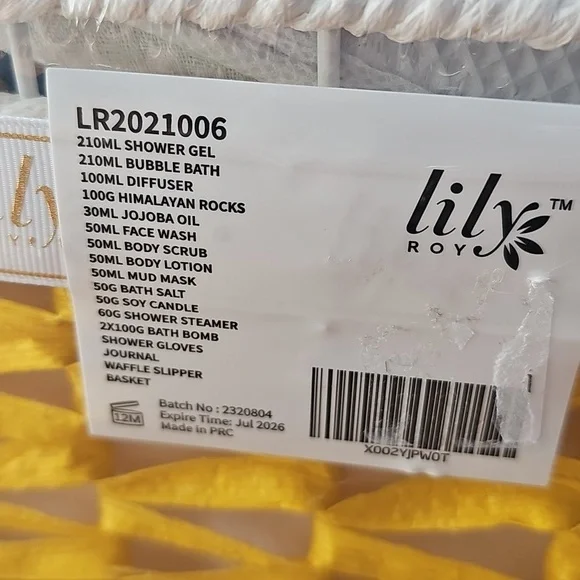 LR2021006
210ML SHOWER GEL
210ML BUBBLE BATH
100ML DIFFUSER
100G HIMALAYAN ROCKS
30ML JOJOBA OIL
50ML FACE WASH
50ML BODY SCRUB
50ML BODY LOTION
50ML MUD MASK
50G BATH SALT
50G SOY CANDLE
60G SHOWER STEAMER
2X100G BATH BOMB
SHOWER GLOVES
JOURNAL
WAFFLE SLIPPER
BASKET
12M
Batch No : 2320804
Expire Time: Jul 2026
Made in PRC
lily™
ROY
X002YJPW0T